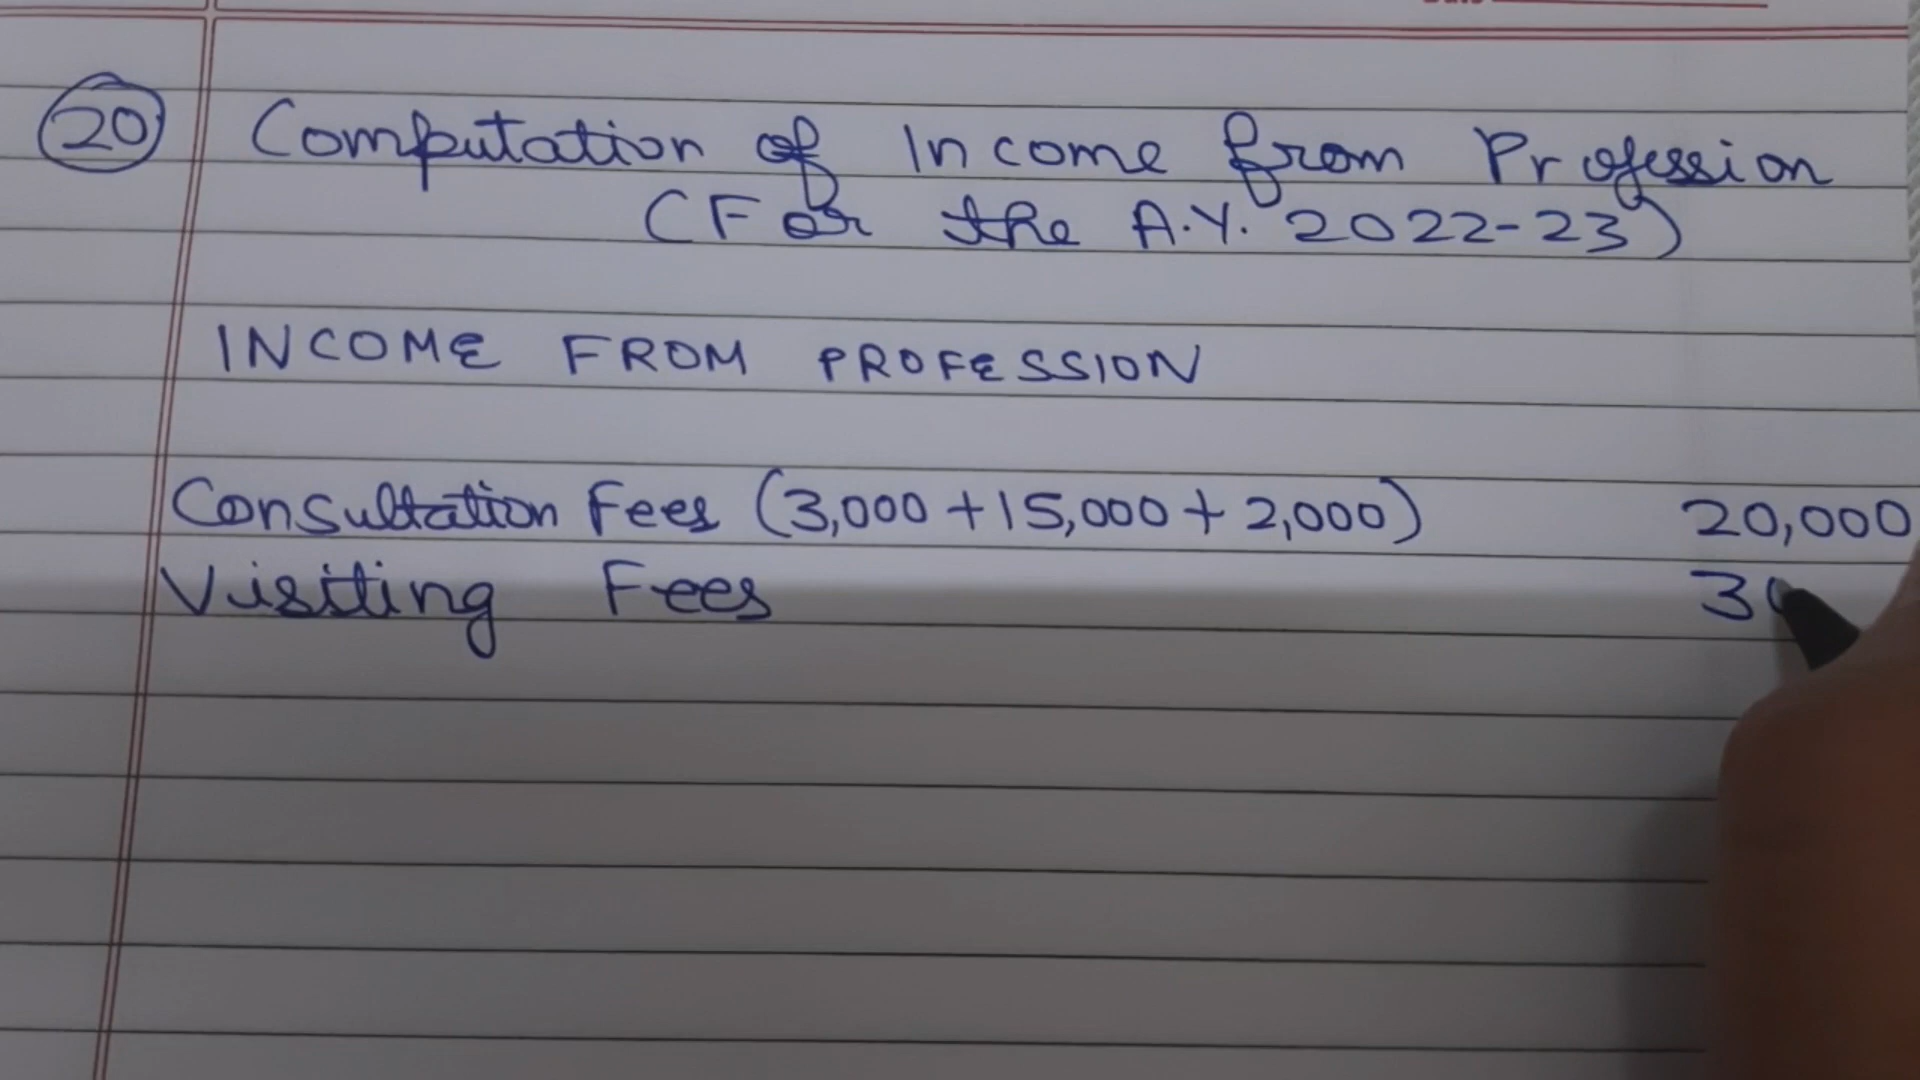 20 Computation of Income from Profession
(For the A.Y. 2022-23)
INCOME FROM PROFESSION
Consultation Fees (3,000 + 15,000 + 2,000) 20,000
Visiting Fees 30